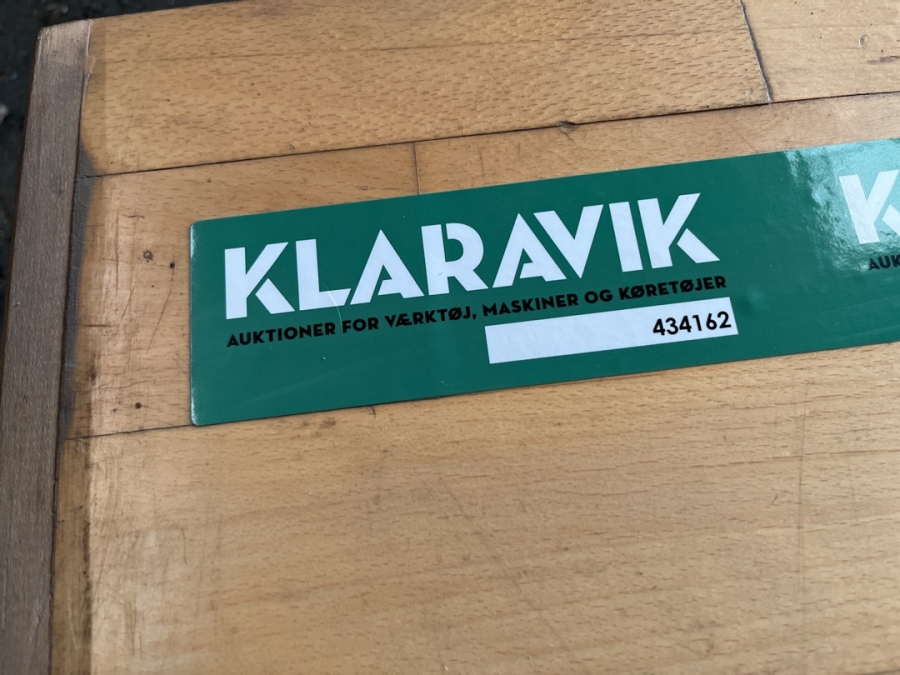 KLARAVIK
AUKTIONER FOR VÆRKTØJ, MASKINER OG KØRETØJER
434162